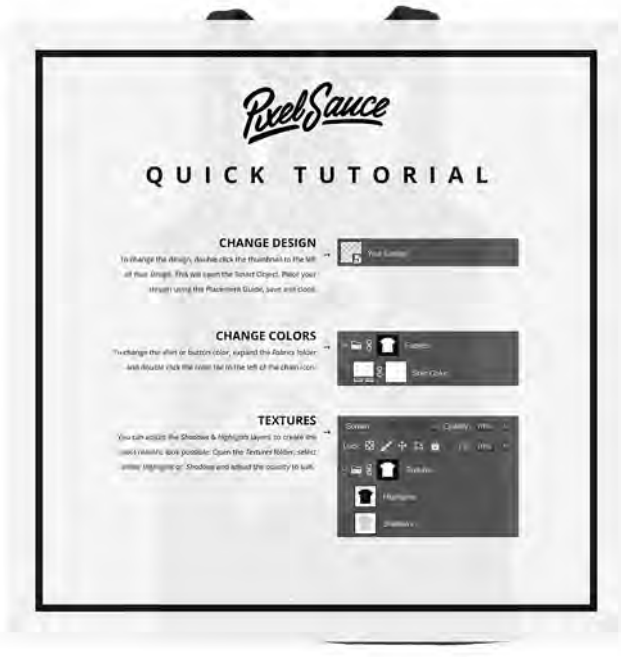 PixelSauce
QUICK TUTORIAL
CHANGE DESIGN
To change the design, double click the thumbnail to the left
of Your Design. This will open the Smart Object. Place your
design using the Placement Guide, save and close.
→
Your Design
CHANGE COLORS
To change the shirt or button color, expand the Fabrics folder
and double click the color tile to the left of the chain icon.
→
Fabrics
Shirt Color
TEXTURES
You can adjust the Shadows & Highlights layers to create the
most realistic look possible. Open the Textures folder, select
either Highlights or Shadows and adjust the opacity to suit.
→
Screen Opacity:
Lock:
Textures
Highlights
Shadows